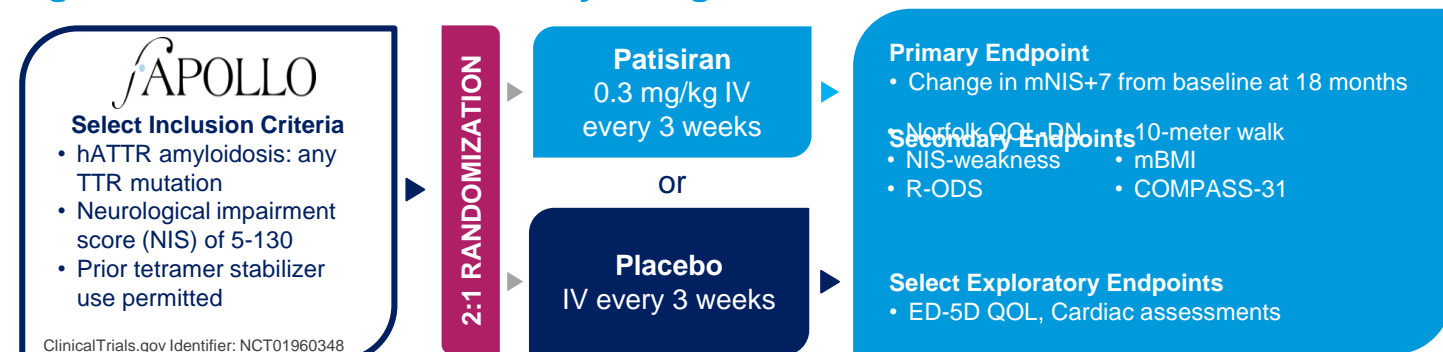 APOLLO
Select Inclusion Criteria
• hATTR amyloidosis: any
TTR mutation
• Neurological impairment
score (NIS) of 5-130
• Prior tetramer stabilizer
use permitted
ClinicalTrials.gov Identifier: NCT01960348
2:1 RANDOMIZATION
Patisiran
0.3 mg/kg IV
every 3 weeks
or
Placebo
IV every 3 weeks
Primary Endpoint
• Change in mNIS+7 from baseline at 18 months
Secondary Endpoints
• Norfolk QOL-DN
• NIS-weakness
• R-ODS
• 10-meter walk
• mBMI
• COMPASS-31
Select Exploratory Endpoints
• ED-5D QOL, Cardiac assessments